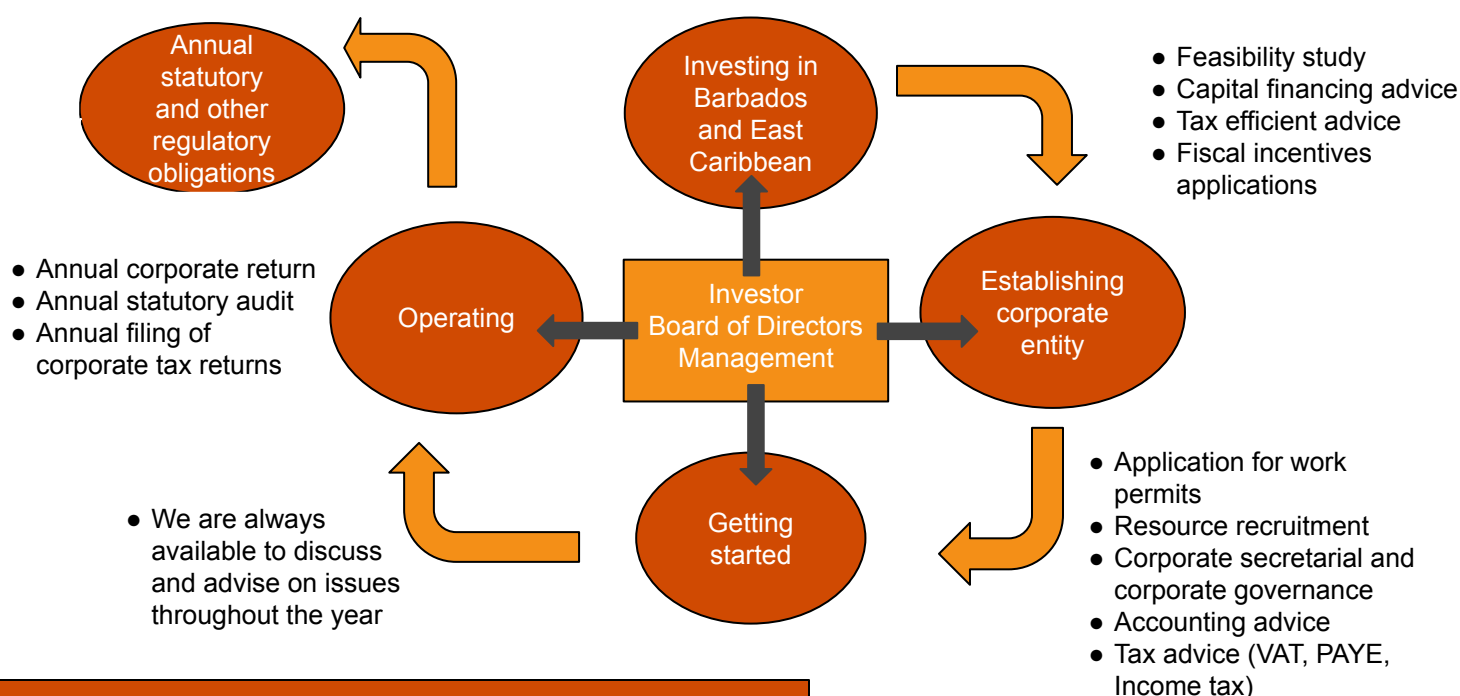 Annual
statutory
and other
regulatory
obligations
Investing in
Barbados
and East
Caribbean
● Feasibility study
● Capital financing advice
● Tax efficient advice
● Fiscal incentives
applications
● Annual corporate return
● Annual statutory audit
● Annual filing of
corporate tax returns
Operating
Investor
Board of Directors
Management
Establishing
corporate
entity
● We are always
available to discuss
and advise on issues
throughout the year
Getting
started
● Application for work
permits
● Resource recruitment
● Corporate secretarial and
corporate governance
● Accounting advice
● Tax advice (VAT, PAYE,
Income tax)